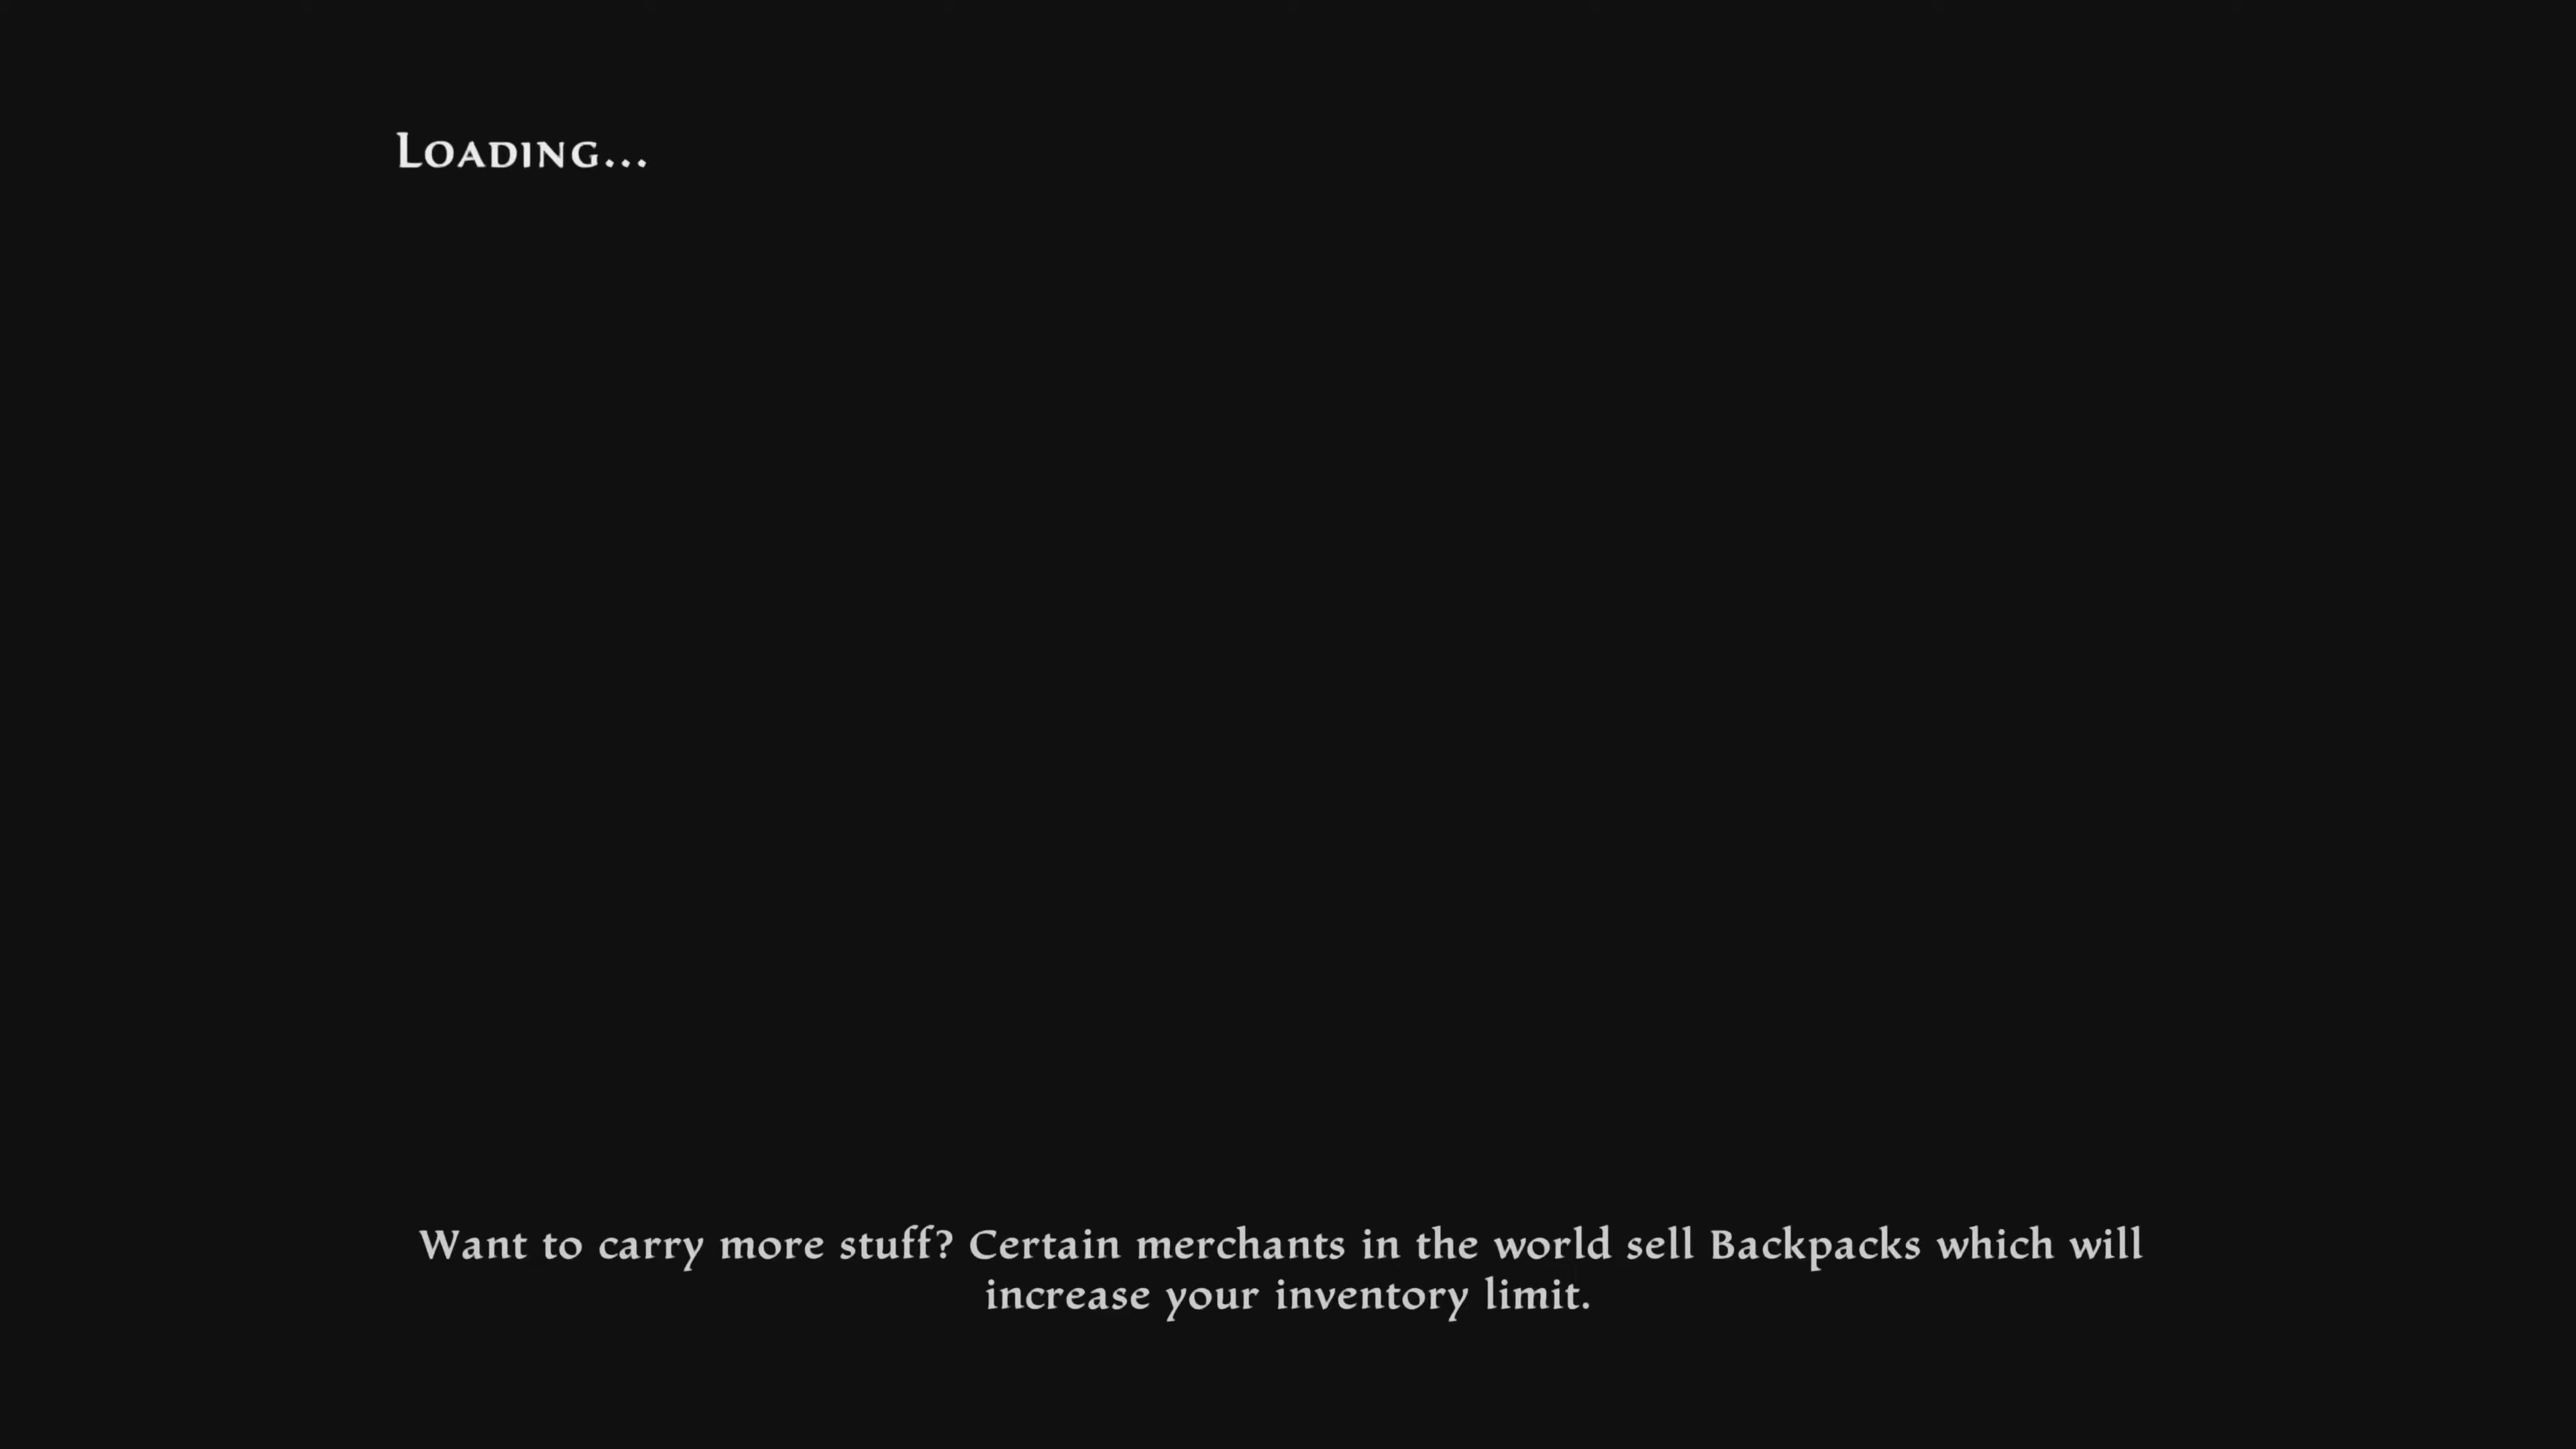 Loading...
Want to carry more stuff? Certain merchants in the world sell Backpacks which will
increase your inventory limit.